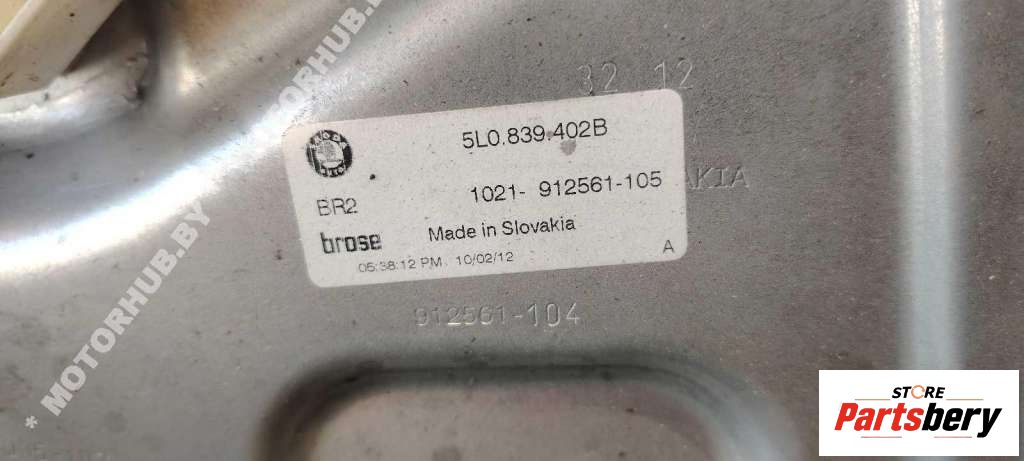 * MOTORHUB.BY * MOTORHUB.BY
32 12
5L0.839.402B
1021- 912561-105
AKIA
BR2
brose
Made in Slovakia
05:38:12 PM 10/02/12
A
912561-104
STORE
Partsbery